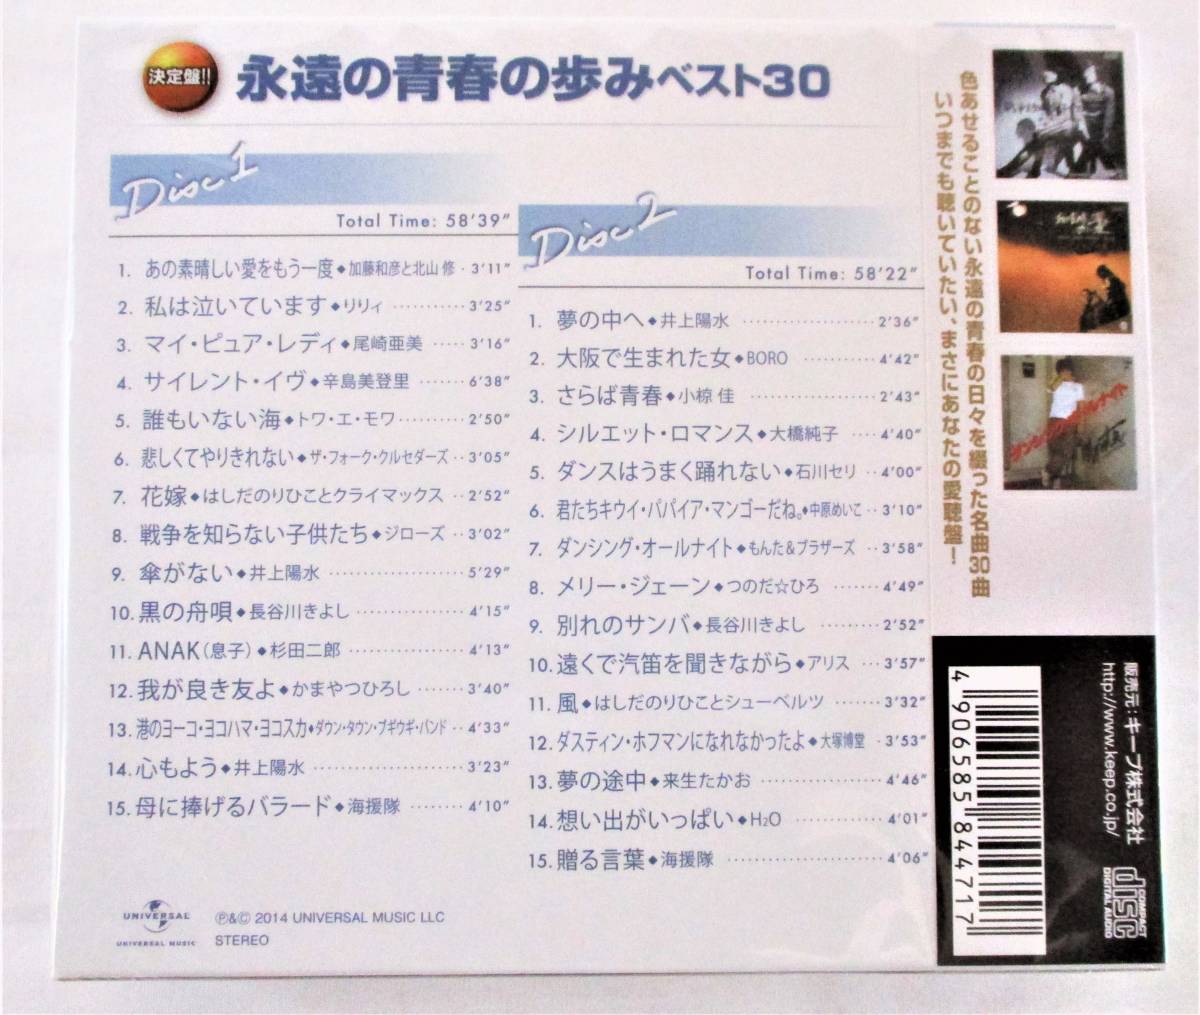 決定盤!!
永遠の青春の歩みベスト30
Disc 1
Total Time: 58'39"
1. あの素晴しい愛をもう一度◆加藤和彦と北山 修 · 3'11"
2. 私は泣いています◆りりィ ··········· 3'25"
3. マイ・ピュア・レディ◆尾崎亜美 ····· 3'16"
4. サイレント・イヴ◆辛島美登里 ······· 6'38"
5. 誰もいない海◆トワ・エ・モワ ·········· 2'50"
6. 悲しくてやりきれない◆ザ・フォーク・クルセダーズ ·· 3'05"
7. 花嫁◆はしだのりひことクライマックス ·· 2'52"
8. 戦争を知らない子供たち◆ジローズ ·· 3'02"
9. 傘がない◆井上陽水 ···················· 5'29"
10. 黒の舟唄◆長谷川きよし ················ 4'15"
11. ANAK(息子)◆杉田二郎 ················· 4'13"
12. 我が良き友よ◆かまやつひろし ······· 3'40"
13. 港のヨーコ・ヨコハマ・ヨコスカ◆ダウン・タウン・ブギウギ・バンド ·· 4'33"
14. 心もよう◆井上陽水 ······················ 3'23"
15. 母に捧げるバラード◆海援隊 ·········· 4'10"
Disc 2
Total Time: 58'22"
1. 夢の中へ◆井上陽水 ···················· 2'36"
2. 大阪で生まれた女◆BORO ··········· 4'42"
3. さらば青春◆小椋 佳 ··················· 2'43"
4. シルエット・ロマンス◆大橋純子 ···· 4'40"
5. ダンスはうまく踊れない◆石川セリ ·· 4'00"
6. 君たちキウイ・パパイア・マンゴーだね。◆中原めいこ ·· 3'10"
7. ダンシング・オールナイト◆もんた&ブラザーズ ·· 3'58"
8. メリー・ジェーン◆つのだ☆ひろ ······· 4'49"
9. 別れのサンバ◆長谷川きよし ········· 2'52"
10. 遠くで汽笛を聞きながら◆アリス ··· 3'57"
11. 風◆はしだのりひことシューベルツ ······· 3'32"
12. ダスティン・ホフマンになれなかったよ◆大塚博堂 · 3'53"
13. 夢の途中◆来生たかお ················· 4'46"
14. 想い出がいっぱい◆H2O ············ 4'01"
15. 贈る言葉◆海援隊 ······················ 4'06"
UNIVERSAL
UNIVERSAL MUSIC
Ⓟ&© 2014 UNIVERSAL MUSIC LLC
STEREO
色あせることのない永遠の青春の日々を綴った名曲30曲
いつまでも聴いていたい、まさにあなたの愛聴盤!
ダンシング・オールナイト
販売元:キープ株式会社
http://www.keep.co.jp/
4 906585 844717
COMPACT
disc
DIGITAL AUDIO